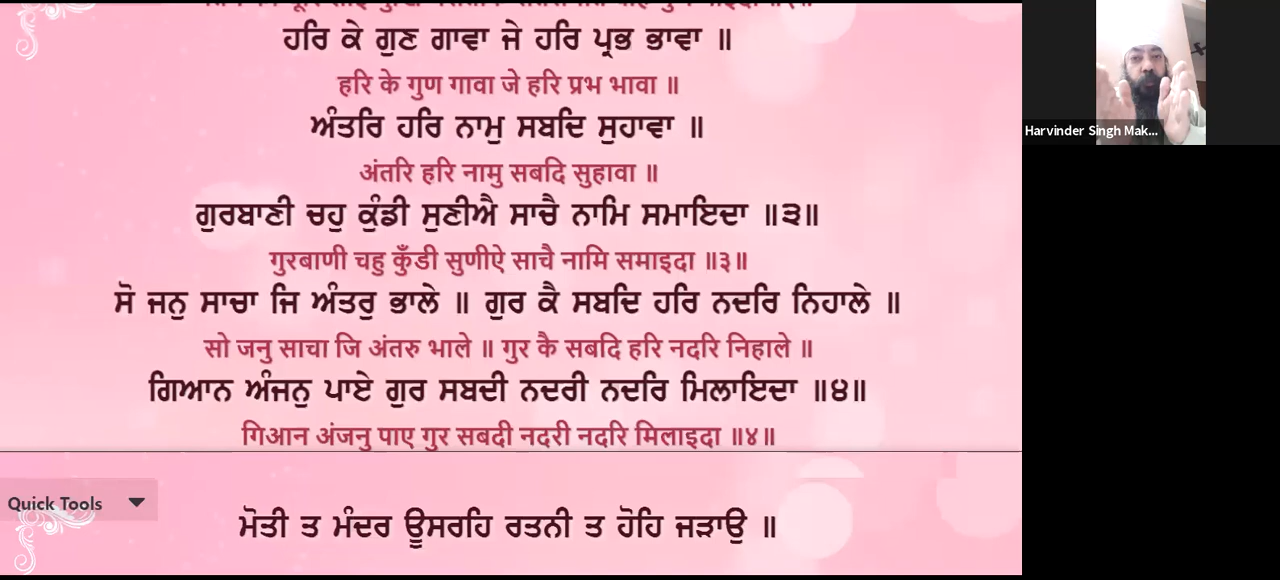 ਹਰਿ ਕੇ ਗੁਣ ਗਾਵਾ ਜੇ ਹਰਿ ਪ੍ਰਭ ਭਾਵਾ ॥
हरि के गुण गावा जे हरि प्रभ भावा ॥
ਅੰਤਰਿ ਹਰਿ ਨਾਮੁ ਸਬਦਿ ਸੁਹਾਵਾ ॥
अंतरि हरि नामु सबदि सुहावा ॥
ਗੁਰਬਾਣੀ ਚਹੁ ਕੁੰਡੀ ਸੁਣੀਐ ਸਾਚੈ ਨਾਮਿ ਸਮਾਇਦਾ ॥੩॥
गुरबाणी चहु कुँडी सुणीऐ साचै नामि समाइदा ॥३॥
ਸੋ ਜਨੁ ਸਾਚਾ ਜਿ ਅੰਤਰੁ ਭਾਲੇ ॥ ਗੁਰ ਕੈ ਸਬਦਿ ਹਰਿ ਨਦਰਿ ਨਿਹਾਲੇ ॥
सो जनु साचा जि अंतरु भाले ॥ गुर कै सबदि हरि नदरि निहाले ॥
ਗਿਆਨ ਅੰਜਨੁ ਪਾਏ ਗੁਰ ਸਬਦੀ ਨਦਰੀ ਨਦਰਿ ਮਿਲਾਇਦਾ ॥੪॥
गिआन अंजनु पाए गुर सबदी नदरी नदरि मिलाइदा ॥४॥
Quick Tools
ਮੋਤੀ ਤ ਮੰਦਰ ਊਸਰਹਿ ਰਤਨੀ ਤ ਹੋਹਿ ਜੜਾਉ ॥
Harvinder Singh Mak...